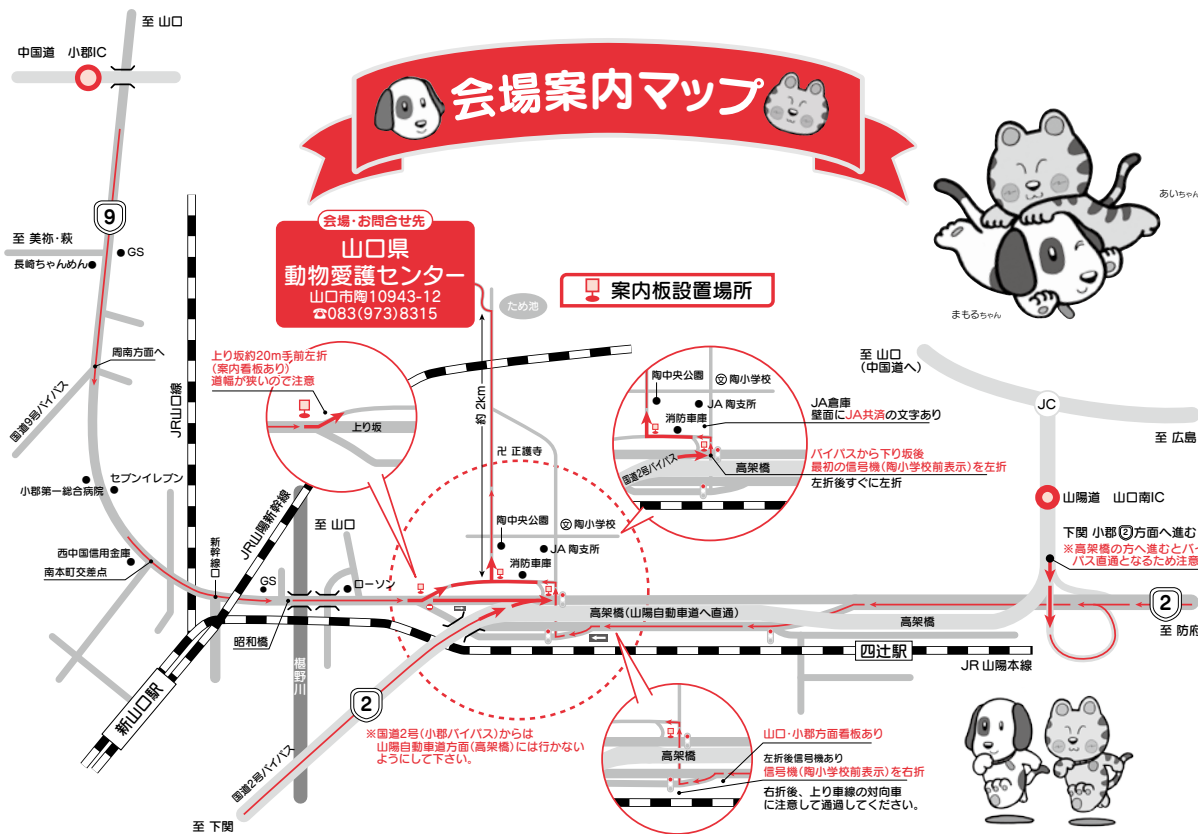 至 山口
中国道 小郡IC
会場案内マップ
あいちゃん
まもるちゃん
9
至 美祢・萩
長崎ちゃんめん
GS
会場・お問合せ先
山口県
動物愛護センター
山口市陶10943-12
☎083(973)8315
ため池
案内板設置場所
周南方面へ
国道9号バイパス
JR山口線
上り坂約20m手前左折
(案内看板あり)
道幅が狭いので注意
上り坂
約2km
卍 正護寺
陶中央公園
文 陶小学校
JA 陶支所
消防車庫
国道2号バイパス
高架橋
JA倉庫
壁面にJA共済の文字あり
バイパスから下り坂後
最初の信号機(陶小学校前表示)を左折
左折後すぐに左折
至 山口
(中国道へ)
JC
至 広島
山陽道 山口南IC
下関 小郡2方面へ進む
※高架橋の方へ進むとバイ
パス直通となるため注意
セブンイレブン
小郡第一総合病院
JR山陽新幹線
至 山口
西中国信用金庫
南本町交差点
新幹線口
GS
ローソン
昭和橋
陶中央公園
文 陶小学校
JA 陶支所
消防車庫
高架橋(山陽自動車道へ直通)
高架橋
2
至 防府
四辻駅
JR 山陽本線
新山口駅
椹野川
2
国道2号バイパス
至 下関
※国道2号(小郡バイパス)からは
山陽自動車道方面(高架橋)には行かない
ようにして下さい。
高架橋
山口・小郡方面看板あり
左折後信号機あり
信号機(陶小学校前表示)を右折
右折後、上り車線の対向車
に注意して通過してください。